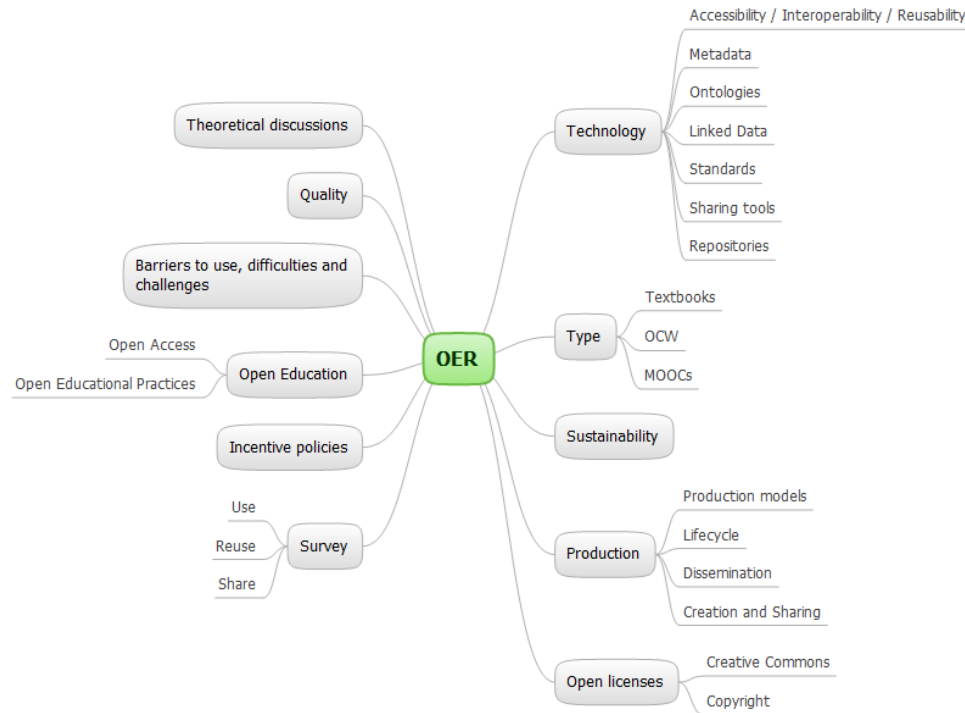 OER
Theoretical discussions
Quality
Barriers to use, difficulties and
challenges
Open Education
Open Access
Open Educational Practices
Incentive policies
Survey
Use
Reuse
Share
Technology
Accessibility / Interoperability / Reusability
Metadata
Ontologies
Linked Data
Standards
Sharing tools
Repositories
Type
Textbooks
OCW
MOOCs
Sustainability
Production
Production models
Lifecycle
Dissemination
Creation and Sharing
Open licenses
Creative Commons
Copyright